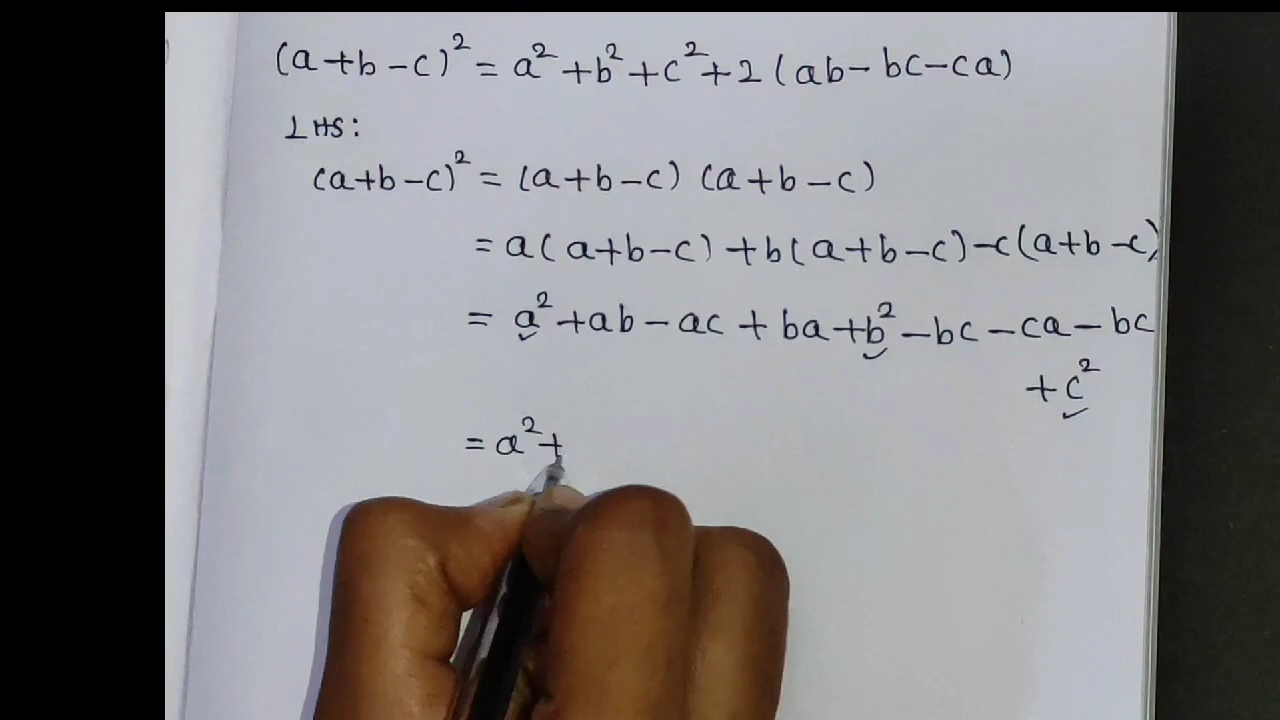 (a+b-c)² = a² + b² + c² + 2(ab - bc - ca)
LHS:
(a+b-c)² = (a+b-c) (a+b-c)
= a(a+b-c) + b(a+b-c) - c(a+b-c)
= a² + ab - ac + ba + b² - bc - ca - bc
+ c²
= a² +